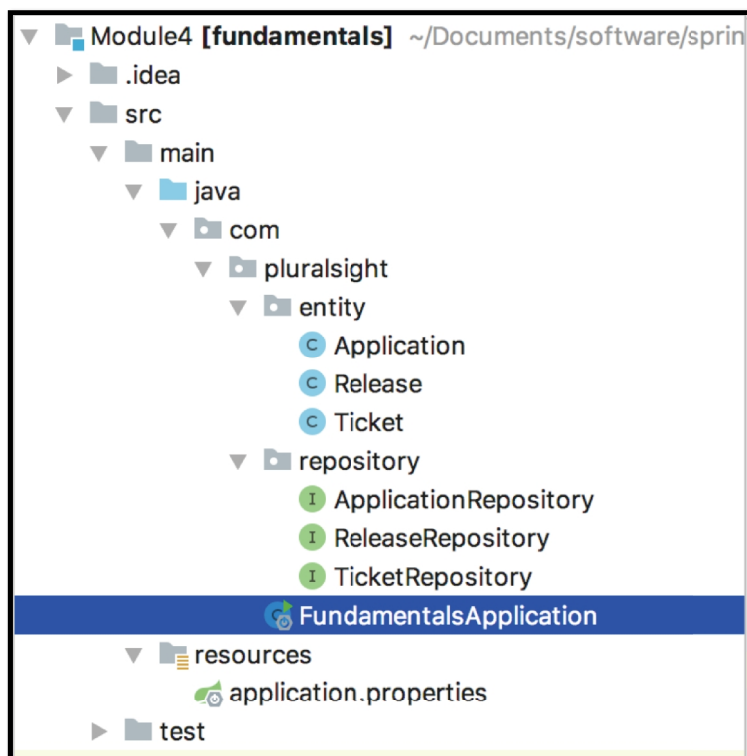 Module4 [fundamentals] ~/Documents/software/sprin
.idea
src
main
java
com
pluralsight
entity
C Application
C Release
C Ticket
repository
I ApplicationRepository
I ReleaseRepository
I TicketRepository
FundamentalsApplication
resources
application.properties
test